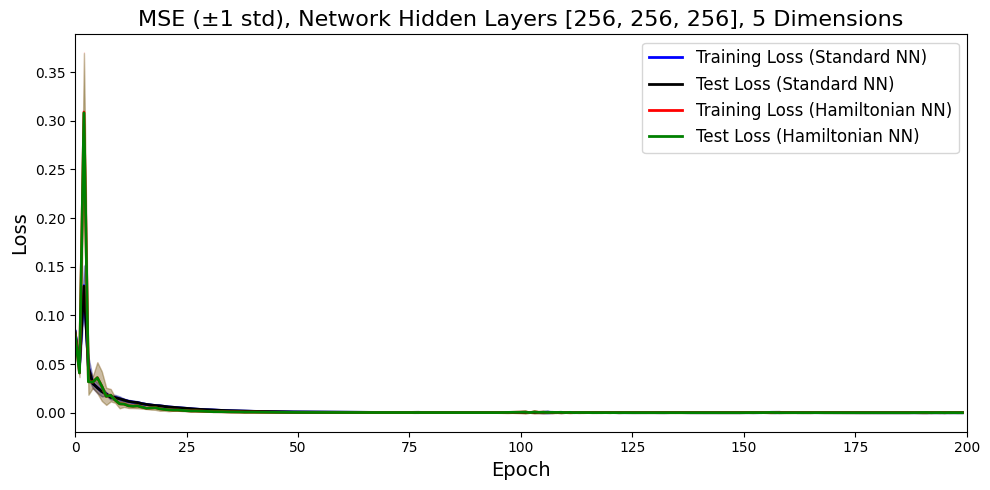 MSE (±1 std), Network Hidden Layers [256, 256, 256], 5 Dimensions
Training Loss (Standard NN)
Test Loss (Standard NN)
Training Loss (Hamiltonian NN)
Test Loss (Hamiltonian NN)
Loss
0.35
0.30
0.25
0.20
0.15
0.10
0.05
0.00
0 25 50 75 100 125 150 175 200
Epoch